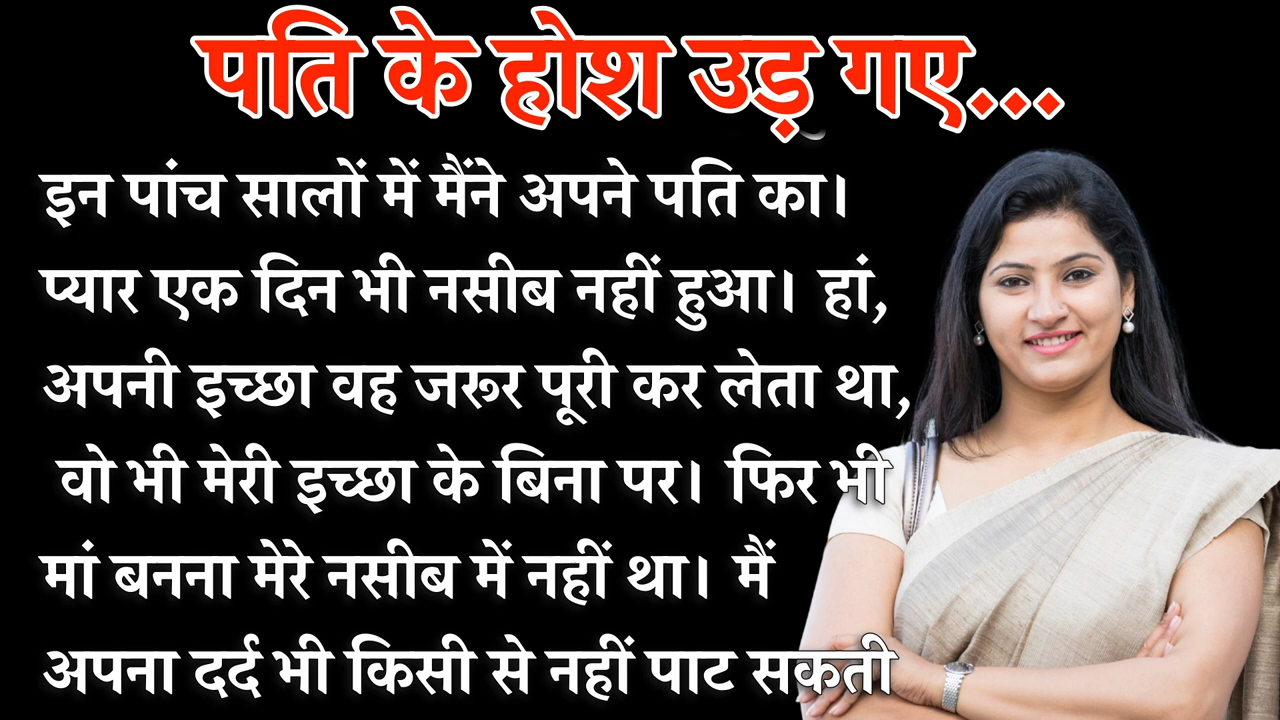 पति के होश उड़ गए...
इन पांच सालों में मैंने अपने पति का।
प्यार एक दिन भी नसीब नहीं हुआ। हां,
अपनी इच्छा वह जरूर पूरी कर लेता था,
वो भी मेरी इच्छा के बिना पर। फिर भी
मां बनना मेरे नसीब में नहीं था। मैं
अपना दर्द भी किसी से नहीं पाट सकती